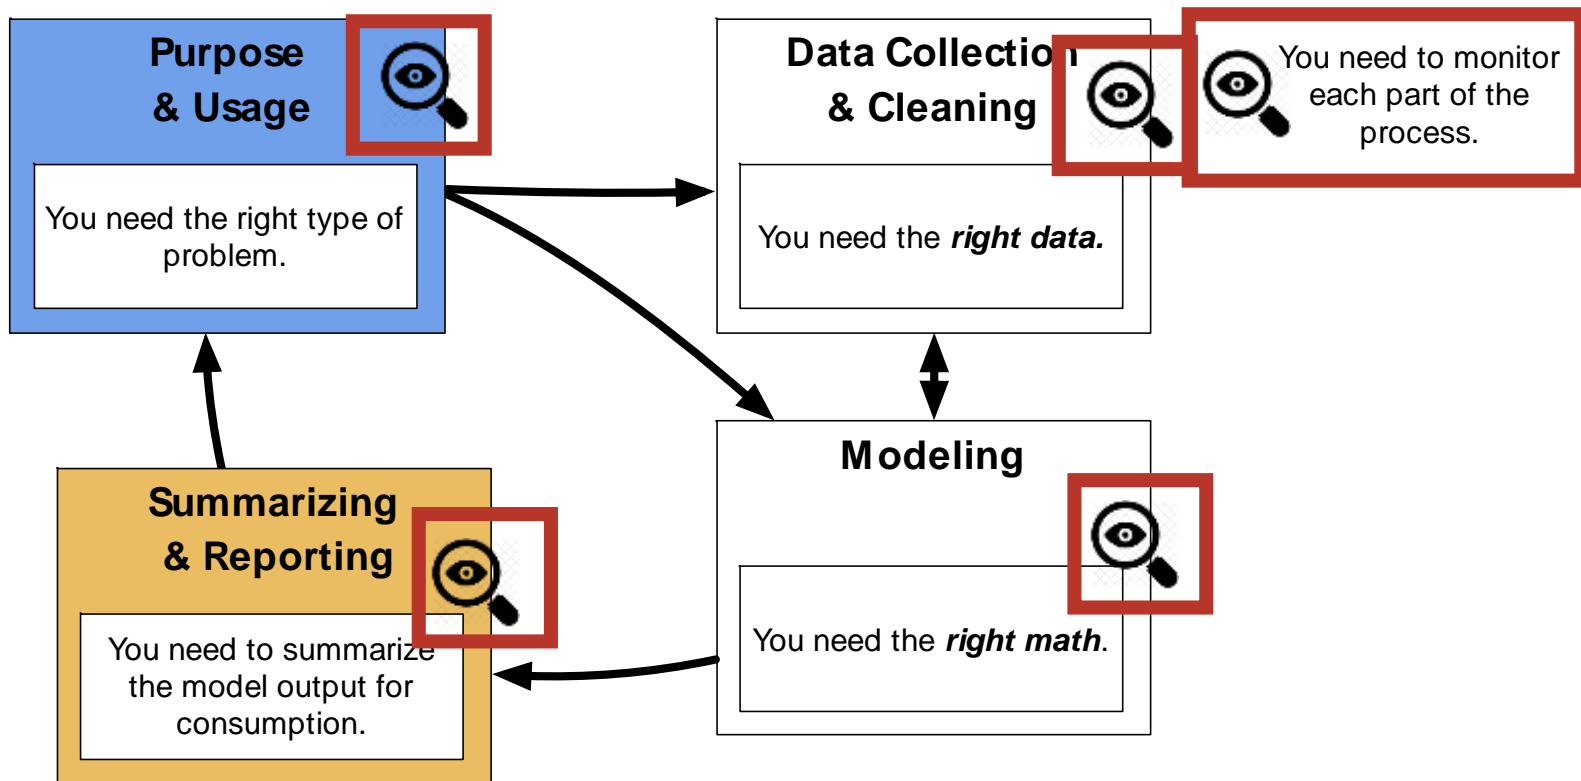 Purpose
& Usage
You need the right type of
problem.
Data Collection
& Cleaning
You need the right data.
You need to monitor
each part of the
process.
Modeling
You need the right math.
Summarizing
& Reporting
You need to summarize
the model output for
consumption.